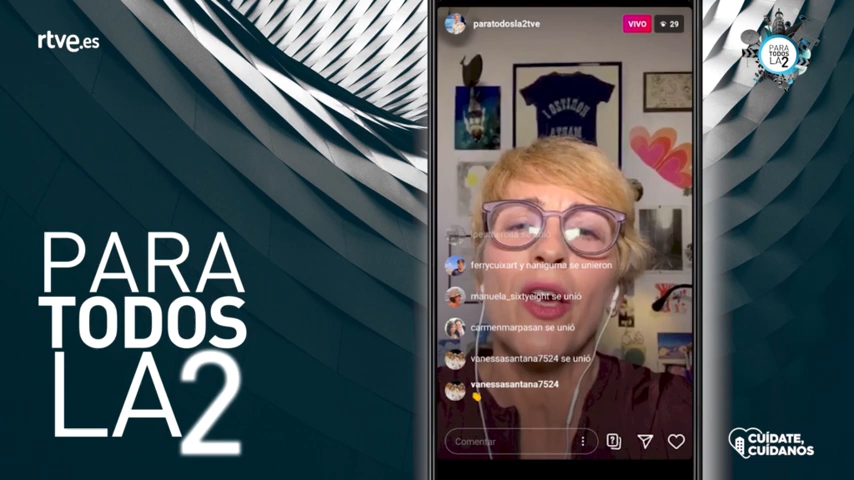 rtve.es
paratodosla2tve
VIVO
29
PARA
TODOS
LA2
I
DEVIRON
ferrycuixart y naniguma se unieron
manuela_sixtyeight se unió
carmenmarpasan se unió
vanessasantana7524 se unió
vanessasantana7524
Comentar
PARA
TODOS
LA2
CUÍDATE,
CUÍDANOS